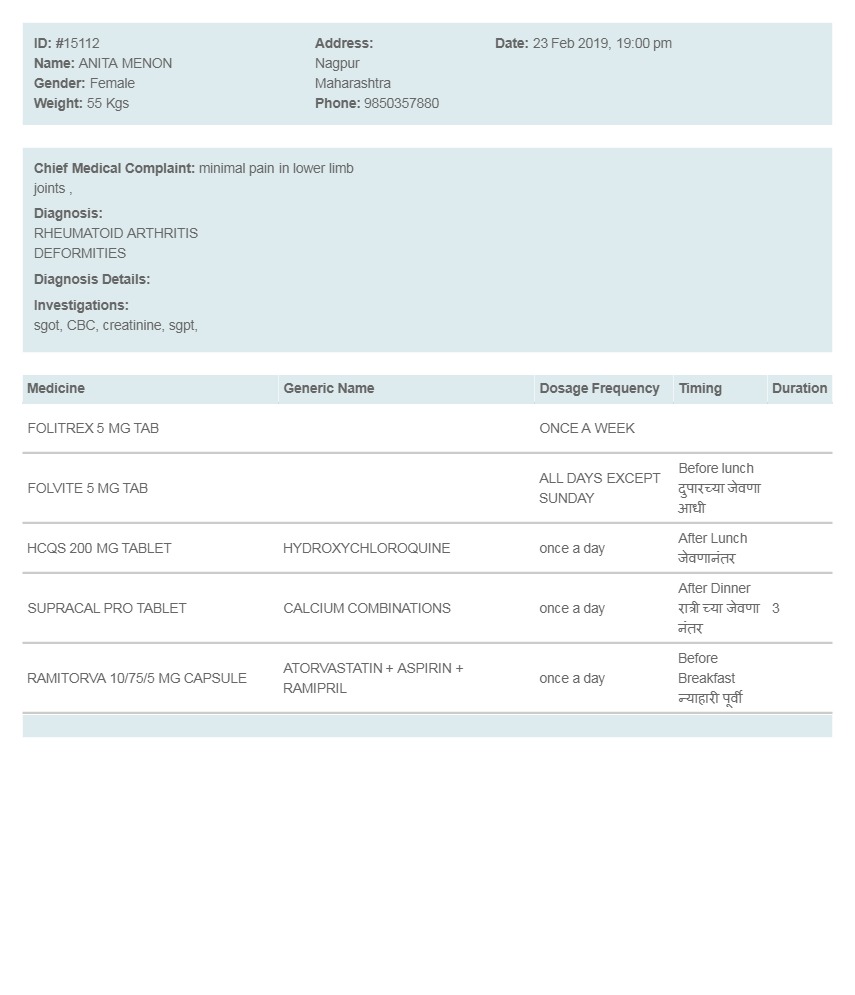 ID: #15112
Name: ANITA MENON
Gender: Female
Weight: 55 Kgs
Address:
Nagpur
Maharashtra
Phone: 9850357880
Date: 23 Feb 2019, 19:00 pm
Chief Medical Complaint: minimal pain in lower limb
joints ,
Diagnosis:
RHEUMATOID ARTHRITIS
DEFORMITIES
Diagnosis Details:
Investigations:
sgot, CBC, creatinine, sgpt,
Medicine Generic Name Dosage Frequency Timing Duration
FOLITREX 5 MG TAB ONCE A WEEK
FOLVITE 5 MG TAB
ALL DAYS EXCEPT
SUNDAY
Before lunch
दुपारच्या जेवणा
आधी
HCQS 200 MG TABLET HYDROXYCHLOROQUINE once a day
After Lunch
जेवणानंतर
SUPRACAL PRO TABLET CALCIUM COMBINATIONS once a day
After Dinner
रात्री च्या जेवणा
नंतर
3
RAMITORVA 10/75/5 MG CAPSULE
ATORVASTATIN + ASPIRIN +
RAMIPRIL
once a day
Before
Breakfast
न्याहारी पूर्वी